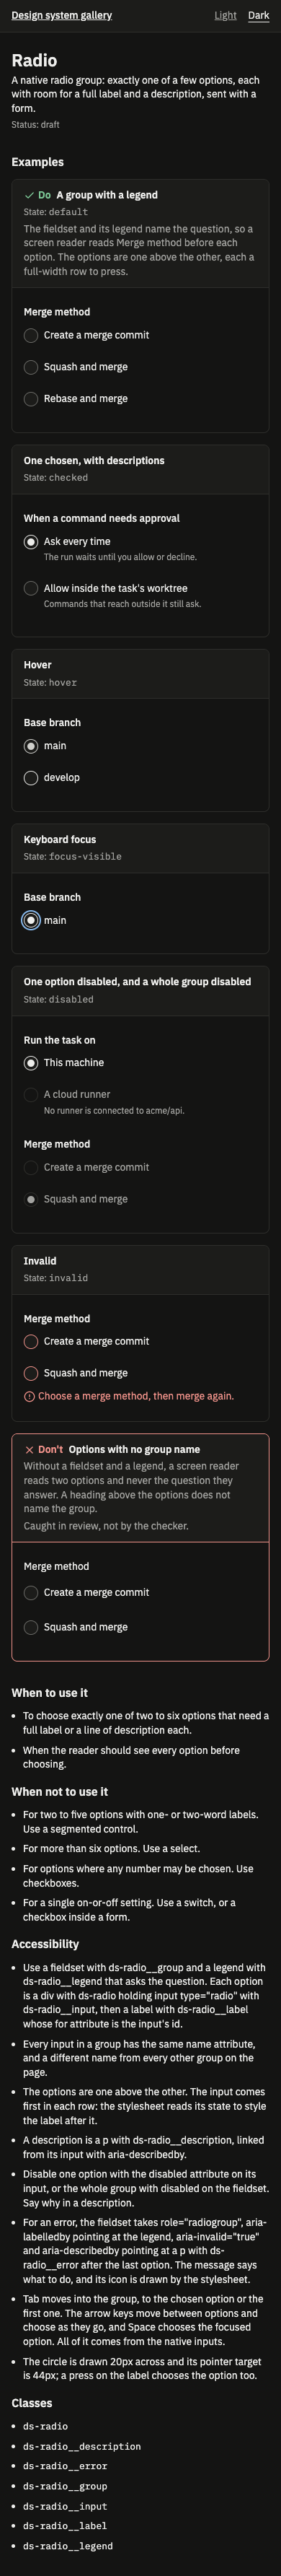 Design system gallery
Light Dark
Radio
A native radio group: exactly one of a few options, each
with room for a full label and a description, sent with a
form.
Status: draft
Examples
Do A group with a legend
State: default
The fieldset and its legend name the question, so a
screen reader reads Merge method before each
option. The options are one above the other, each a
full-width row to press.
Merge method
Create a merge commit
Squash and merge
Rebase and merge
One chosen, with descriptions
State: checked
When a command needs approval
Ask every time
The run waits until you allow or decline.
Allow inside the task's worktree
Commands that reach outside it still ask.
Hover
State: hover
Base branch
main
develop
Keyboard focus
State: focus-visible
Base branch
main
One option disabled, and a whole group disabled
State: disabled
Run the task on
This machine
A cloud runner
No runner is connected to acme/api.
Merge method
Create a merge commit
Squash and merge
Invalid
State: invalid
Merge method
Create a merge commit
Squash and merge
Choose a merge method, then merge again.
Don't Options with no group name
Without a fieldset and a legend, a screen reader
reads two options and never the question they
answer. A heading above the options does not
name the group.
Caught in review, not by the checker.
Merge method
Create a merge commit
Squash and merge
When to use it
• To choose exactly one of two to six options that need a
full label or a line of description each.
• When the reader should see every option before
choosing.
When not to use it
• For two to five options with one- or two-word labels.
Use a segmented control.
• For more than six options. Use a select.
• For options where any number may be chosen. Use
checkboxes.
• For a single on-or-off setting. Use a switch, or a
checkbox inside a form.
Accessibility
• Use a fieldset with ds-radio__group and a legend with
ds-radio__legend that asks the question. Each option
is a div with ds-radio holding input type="radio" with
ds-radio__input, then a label with ds-radio__label
whose for attribute is the input's id.
• Every input in a group has the same name attribute,
and a different name from every other group on the
page.
• The options are one above the other. The input comes
first in each row: the stylesheet reads its state to style
the label after it.
• A description is a p with ds-radio__description, linked
from its input with aria-describedby.
• Disable one option with the disabled attribute on its
input, or the whole group with disabled on the fieldset.
Say why in a description.
• For an error, the fieldset takes role="radiogroup", aria-
labelledby pointing at the legend, aria-invalid="true"
and aria-describedby pointing at a p with ds-
radio__error after the last option. The message says
what to do, and its icon is drawn by the stylesheet.
• Tab moves into the group, to the chosen option or the
first one. The arrow keys move between options and
choose as they go, and Space chooses the focused
option. All of it comes from the native inputs.
• The circle is drawn 20px across and its pointer target
is 44px; a press on the label chooses the option too.
Classes
• ds-radio
• ds-radio__description
• ds-radio__error
• ds-radio__group
• ds-radio__input
• ds-radio__label
• ds-radio__legend